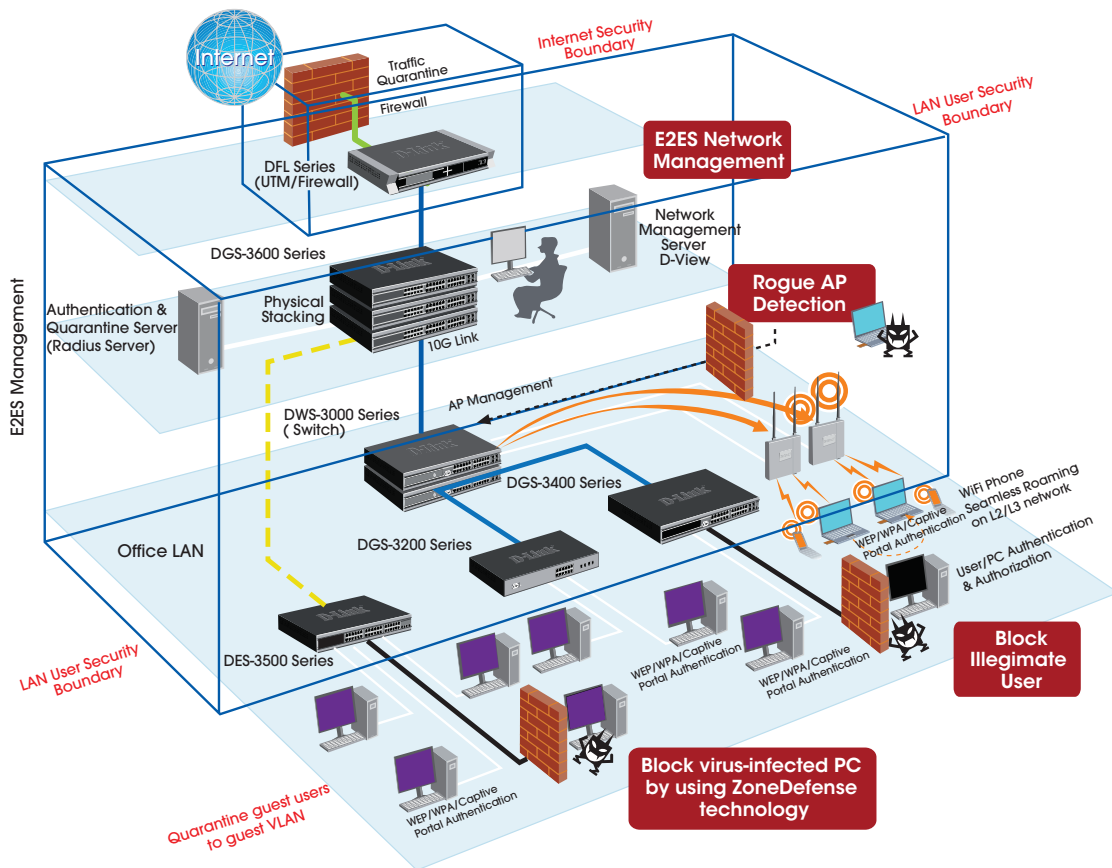 Internet
Traffic
Quarantine
Firewall
Internet Security
Boundary
LAN User Security
Boundary
E2ES Network
Management
D-Link
DFL Series
(UTM/Firewall)
DGS-3600 Series
D-Link
Network
Management
Server
D-View
Physical
Stacking
10G Link
Authentication &
Quarantine Server
(Radius Server)
Rogue AP
Detection
E2ES Management
AP Management
DWS-3000 Series
( Switch)
D-Link
DGS-3400 Series
D-Link
WiFi Phone
Seamless Roaming
on L2/L3 network
WEP/WPA/Captive
Portal Authentication
Office LAN
DGS-3200 Series
D-Link
User/PC Authentication
& Authorization
D-Link
DES-3500 Series
WEP/WPA/Captive
Portal Authentication
WEP/WPA/Captive
Portal Authentication
Block
Illegimate
User
LAN User Security
Boundary
Block virus-infected PC
by using ZoneDefense
technology
WEP/WPA/Captive
Portal Authentication
Quarantine guest users
to guest VLAN